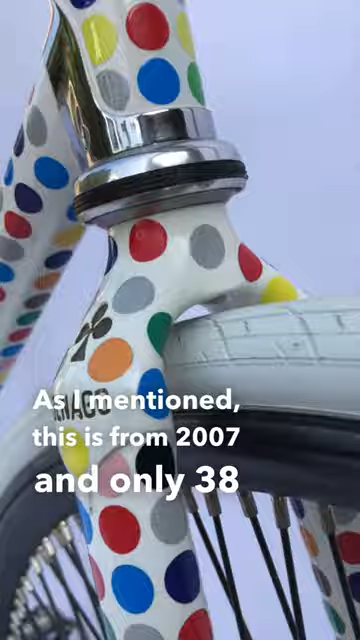 As I mentioned,
this is from 2007
and only 38